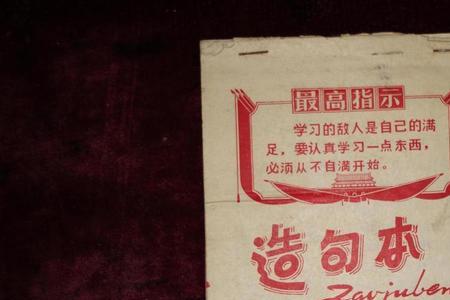 最高指示
学习的敌人是自己的满
足，要认真学习一点东西，
必须从不自满开始。
造句本
Zaojuben